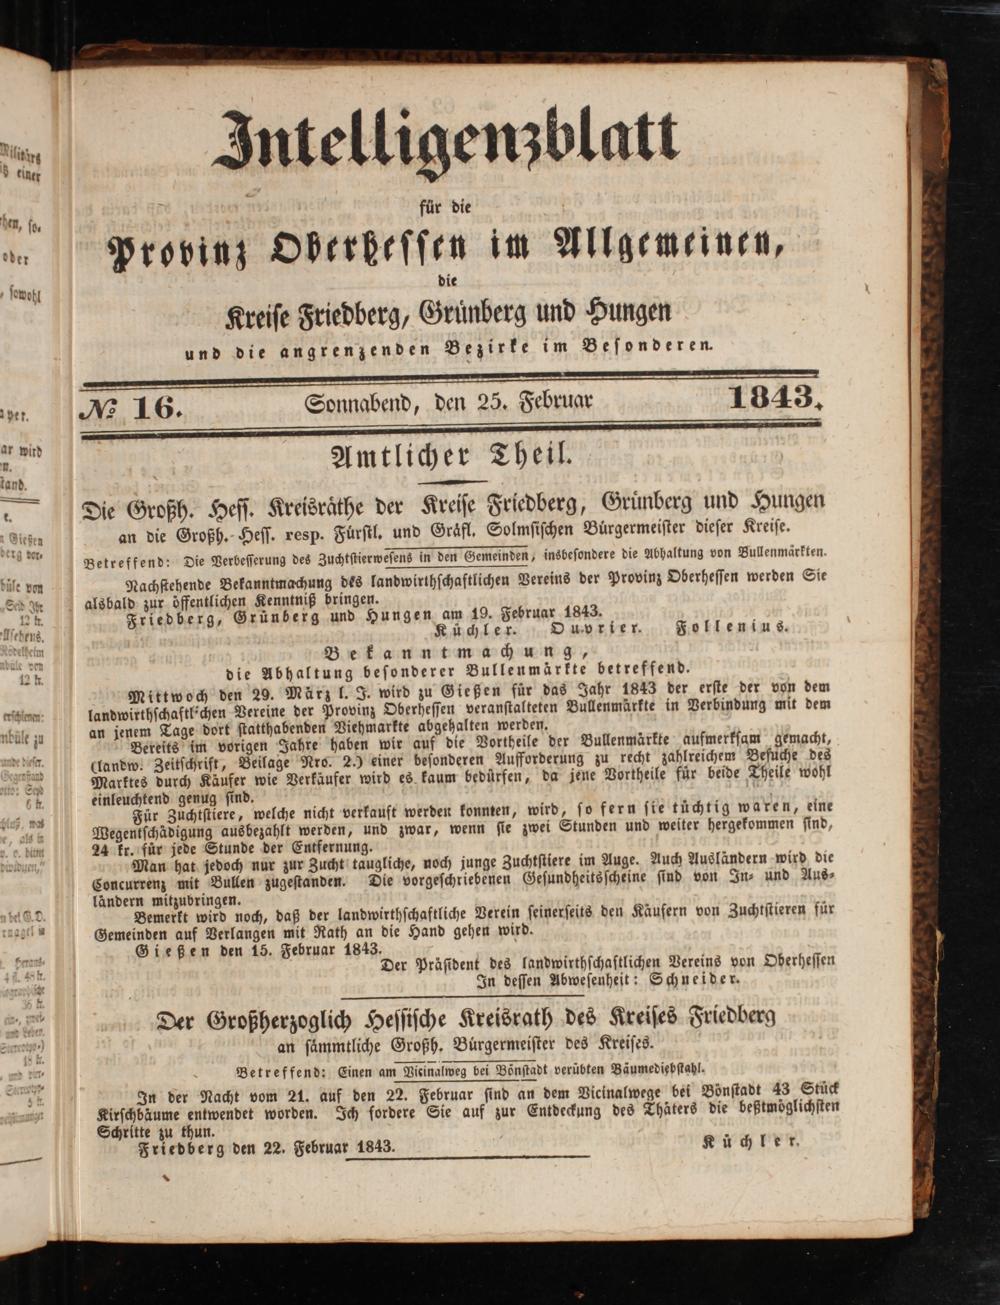 Intelligenzblatt
für die
Provinz Oberhessen im Allgemeinen,
die
Kreise Friedberg, Grünberg und Hungen
und die angrenzenden Bezirke im Besonderen.
№ 16. Sonnabend, den 25. Februar 1843.
Amtlicher Theil.
Die Großh. Hess. Kreisräthe der Kreise Friedberg, Grünberg und Hungen
an die Großh. Hess. resp. Fürstl. und Gräfl. Solmsischen Bürgermeister dieser Kreise.
Betreffend: Die Verbesserung des Zuchtstierwesens in den Gemeinden, insbesondere die Abhaltung von Bullenmärkten.
Nachstehende Bekanntmachung des landwirthschaftlichen Vereins der Provinz Oberhessen werden Sie
alsbald zur öffentlichen Kenntniß bringen.
Friedberg, Grünberg und Hungen am 19. Februar 1843.
Küchler. Ouvrier. Follenius.
Bekanntmachung,
die Abhaltung besonderer Bullenmärkte betreffend.
Mittwoch den 29. März l. J. wird zu Gießen für das Jahr 1843 der erste der von dem
landwirthschaftlichen Vereine der Provinz Oberhessen veranstalteten Bullenmärkte in Verbindung mit dem
an jenem Tage dort statthabenden Viehmarkte abgehalten werden.
Bereits im vorigen Jahre haben wir auf die Vortheile der Bullenmärkte aufmerksam gemacht,
(landw. Zeitschrift, Beilage Nro. 2.) einer besonderen Aufforderung zu recht zahlreichem Besuche des
Marktes durch Käufer wie Verkäufer wird es kaum bedürfen, da jene Vortheile für beide Theile wohl
einleuchtend genug sind.
Für Zuchtstiere, welche nicht verkauft werden konnten, wird, so fern sie tüchtig waren, eine
Wegentschädigung ausbezahlt werden, und zwar, wenn sie zwei Stunden und weiter hergekommen sind,
24 kr. für jede Stunde der Entfernung.
Man hat jedoch nur zur Zucht taugliche, noch junge Zuchtstiere im Auge. Auch Ausländern wird die
Concurrenz mit Bullen zugestanden. Die vorgeschriebenen Gesundheitsscheine sind von In- und Aus-
ländern mitzubringen.
Bemerkt wird noch, daß der landwirthschaftliche Verein seinerseits den Käufern von Zuchtstieren für
Gemeinden auf Verlangen mit Rath an die Hand gehen wird.
Gießen den 15. Februar 1843.
Der Präsident des landwirthschaftlichen Vereins von Oberhessen
In dessen Abwesenheit: Schneider.
Der Großherzoglich Hessische Kreisrath des Kreises Friedberg
an sämmtliche Großh. Bürgermeister des Kreises.
Betreffend: Einen am Vicinalweg bei Bönstadt verübten Bäumediebstahl.
In der Nacht vom 21. auf den 22. Februar sind an dem Vicinalwege bei Bönstadt 43 Stück
Kirschbäume entwendet worden. Ich fordere Sie auf zur Entdeckung des Thäters die beßtmöglichsten
Schritte zu thun.
Friedberg den 22. Februar 1843.
Küchler.